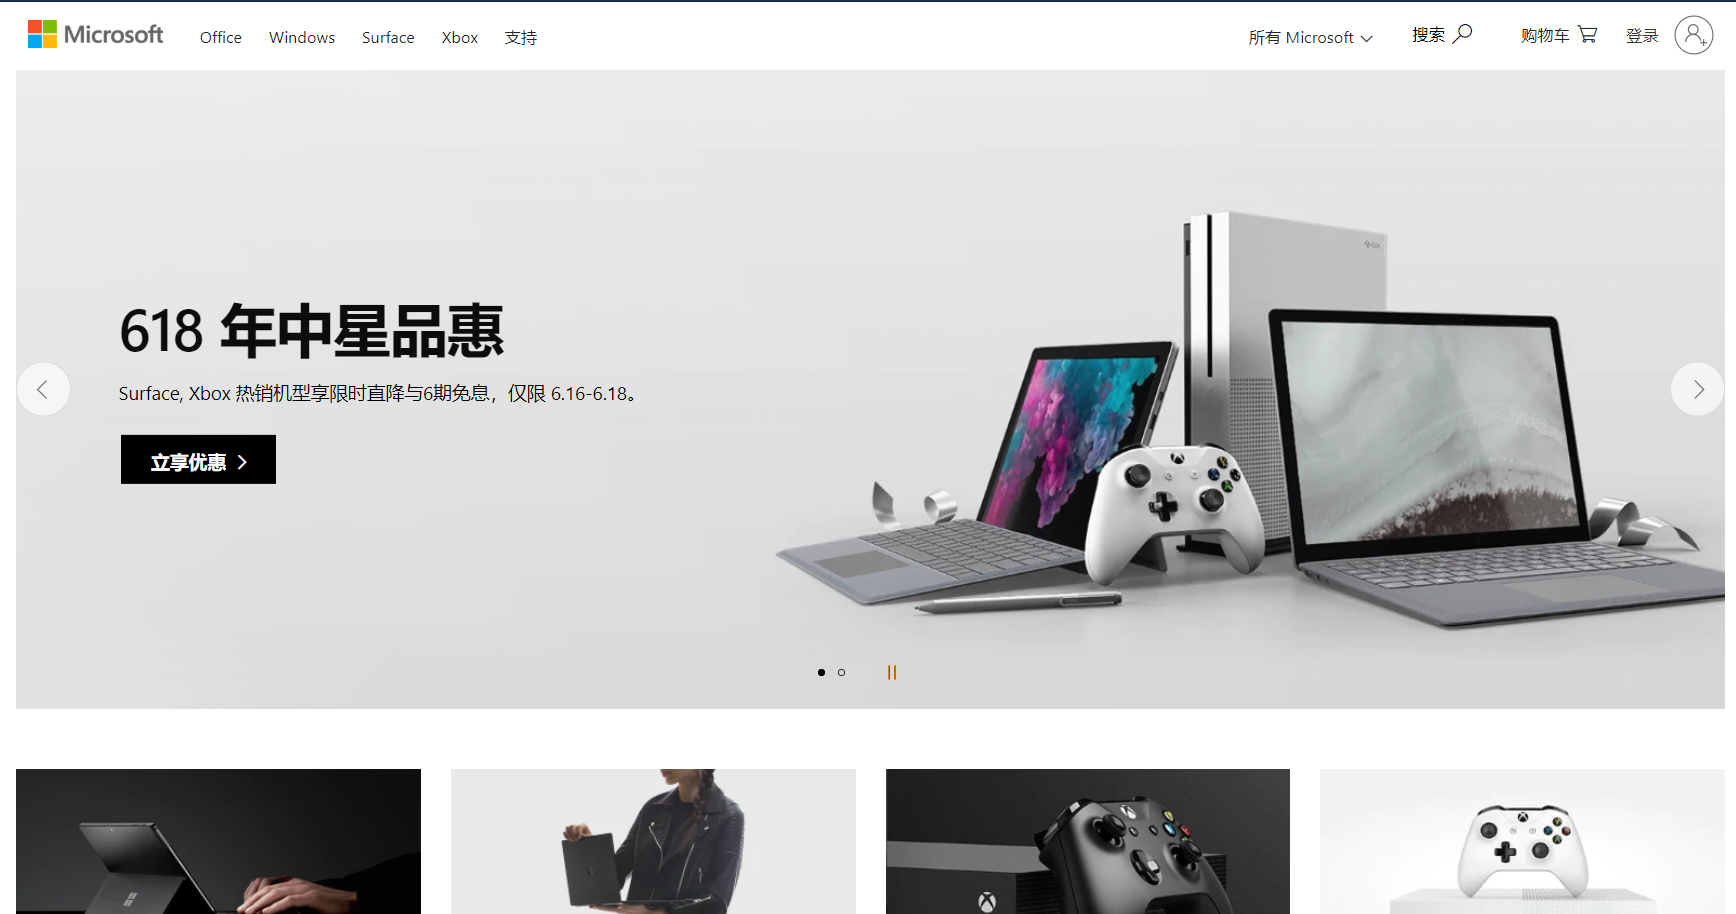 Microsoft
Office
Windows
Surface
Xbox
支持
所有 Microsoft
搜索
购物车
登录
618 年中星品惠
Surface, Xbox 热销机型享限时直降与6期免息，仅限 6.16-6.18。
立享优惠